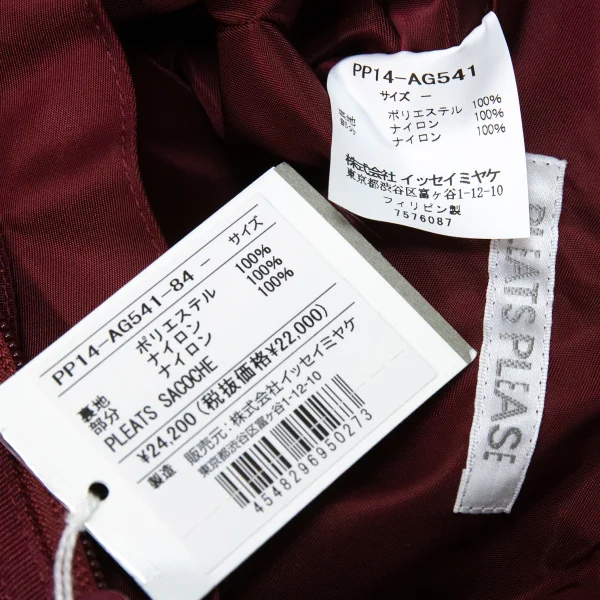 PP14-AG541
サイズ －
ポリエステル 100%
裏地 ナイロン 100%
部分 ナイロン 100%
株式会社 イッセイミヤケ
東京都渋谷区富ヶ谷1-12-10
フィリピン製
7576087
PLEATS PLEASE
PP14-AG541-84 － サイズ
ポリエステル 100%
裏地 ナイロン 100%
部分 ナイロン 100%
PLEATS SACOCHE
¥24,200 (税抜価格¥22,000)
製造 販売元:株式会社イッセイミヤケ
東京都渋谷区富ヶ谷1-12-10
4548296950273